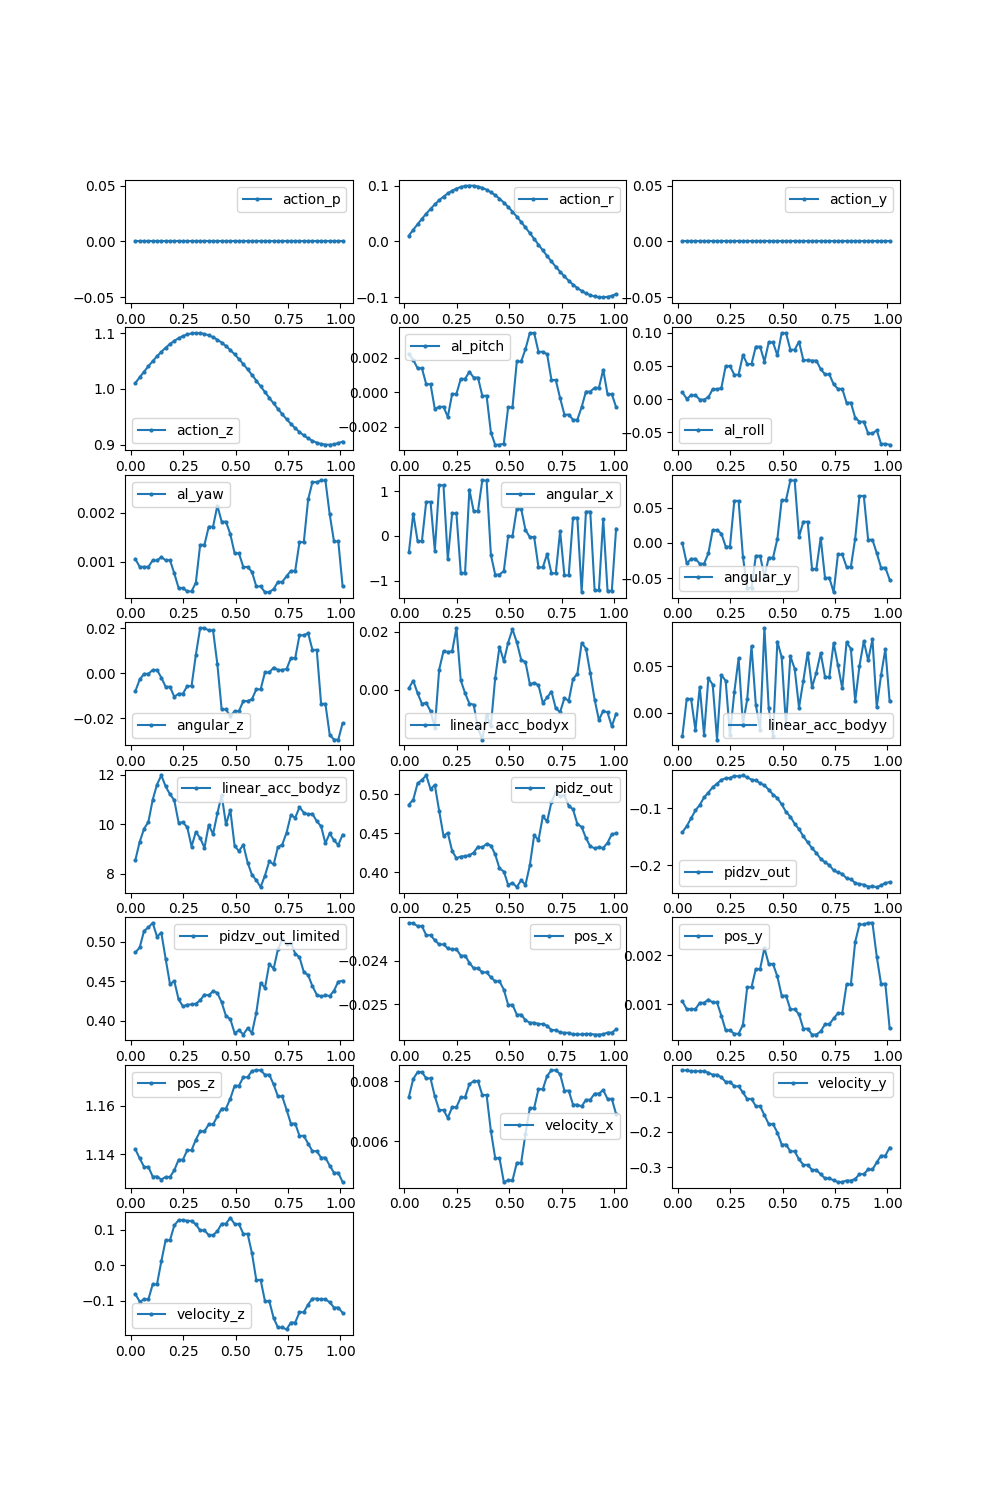 0.05
0.00
−0.05
action_p
0.00 0.25 0.50 0.75 1.00
0.1
0.0
−0.1
action_r
0.00 0.25 0.50 0.75 1.00
0.05
0.00
−0.05
action_y
0.00 0.25 0.50 0.75 1.00
1.1
1.0
0.9
action_z
0.00 0.25 0.50 0.75 1.00
0.002
0.000
−0.002
al_pitch
0.00 0.25 0.50 0.75 1.00
0.10
0.05
0.00
−0.05
al_roll
0.00 0.25 0.50 0.75 1.00
0.002
0.001
al_yaw
0.00 0.25 0.50 0.75 1.00
1
0
−1
angular_x
0.00 0.25 0.50 0.75 1.00
0.05
0.00
−0.05
angular_y
0.00 0.25 0.50 0.75 1.00
0.02
0.00
−0.02
angular_z
0.00 0.25 0.50 0.75 1.00
0.02
0.00
linear_acc_bodyx
0.00 0.25 0.50 0.75 1.00
0.05
0.00
linear_acc_bodyy
0.00 0.25 0.50 0.75 1.00
12
10
8
linear_acc_bodyz
0.00 0.25 0.50 0.75 1.00
0.50
0.45
0.40
pidz_out
0.00 0.25 0.50 0.75 1.00
−0.1
−0.2
pidzv_out
0.00 0.25 0.50 0.75 1.00
0.50
0.45
0.40
pidzv_out_limited
0.00 0.25 0.50 0.75 1.00
−0.024
−0.025
pos_x
0.00 0.25 0.50 0.75 1.00
0.002
0.001
pos_y
0.00 0.25 0.50 0.75 1.00
1.16
1.14
pos_z
0.00 0.25 0.50 0.75 1.00
0.008
0.006
velocity_x
0.00 0.25 0.50 0.75 1.00
−0.1
−0.2
−0.3
velocity_y
0.00 0.25 0.50 0.75 1.00
0.1
0.0
−0.1
velocity_z
0.00 0.25 0.50 0.75 1.00